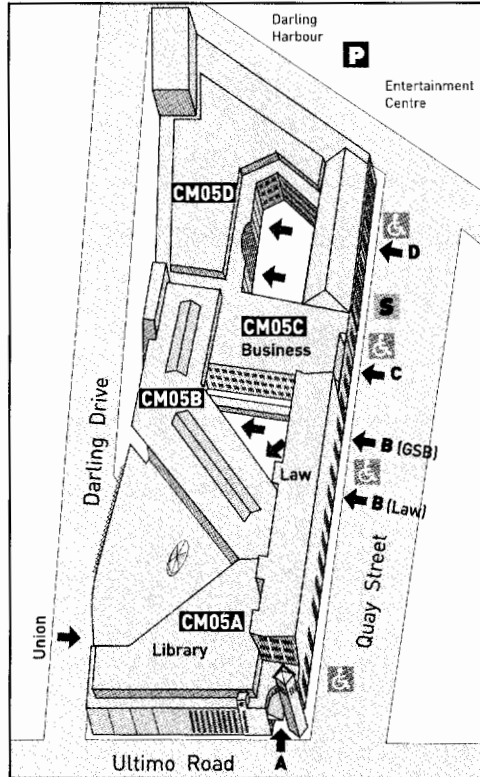 Darling
Harbour
P
Entertainment
Centre
CM05D
D
S
CM05C
Business
C
CM05B
Darling Drive
B (GSB)
Law
B (Law)
Quay Street
CM05A
Union
Library
Ultimo Road
A